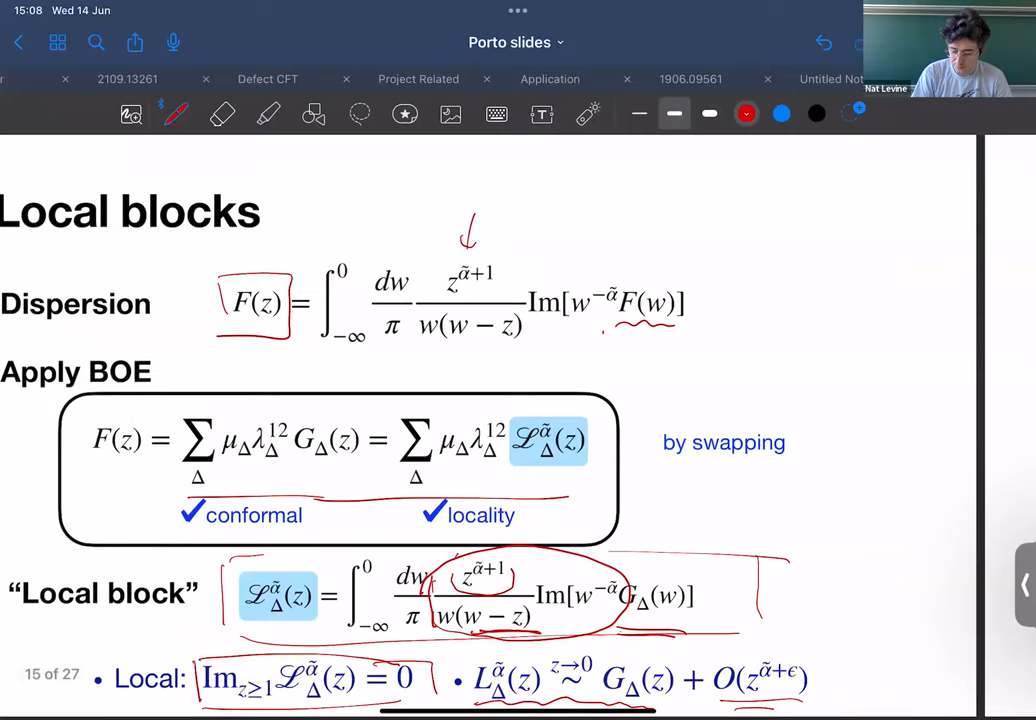 15:08 Wed 14 Jun
Porto slides
r
2109.13261
Defect CFT
Project Related
Application
1906.09561
Untitled Not
Nat Levine
Local blocks
Dispersion F(z) = ∫_{-∞}^{0} dw/π z^{α̃+1}/w(w − z) Im[w^{−α̃}F(w)]
Apply BOE
F(z) = ∑_Δ μ_Δ λ_Δ^{12} G_Δ(z) = ∑_Δ μ_Δ λ_Δ^{12} ℒ_Δ^{α̃}(z)
by swapping
✓conformal ✓locality
“Local block” ℒ_Δ^{α̃}(z) = ∫_{-∞}^{0} dw/π z^{α̃+1}/w(w − z) Im[w^{−α̃}G_Δ(w)]
15 of 27
• Local: Im_{z≥1}ℒ_Δ^{α̃}(z) = 0 • L_Δ^{α̃}(z) ∼^{z→0} G_Δ(z) + O(z^{α̃+ϵ})